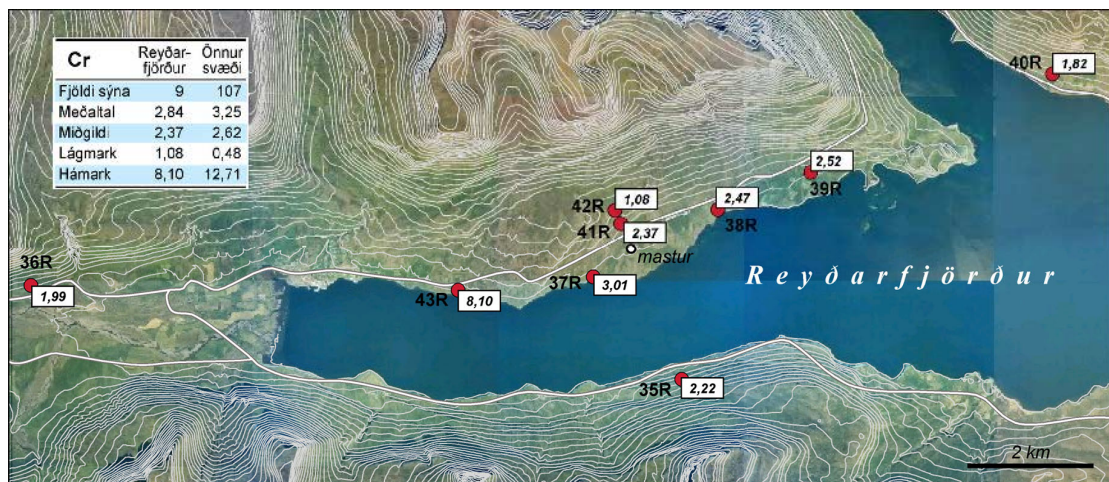 Cr Reyðar- fjörður Önnur svæði
Fjöldi sýna 9 107
Meðaltal 2,84 3,25
Miðgildi 2,37 2,62
Lágmark 1,08 0,48
Hámark 8,10 12,71
40R 1,82
2,52
39R
42R 1,08
2,47
38R
41R
2,37
mastur
36R
1,99
37R 3,01
43R 8,10
Reyðarfjörður
35R 2,22
2 km